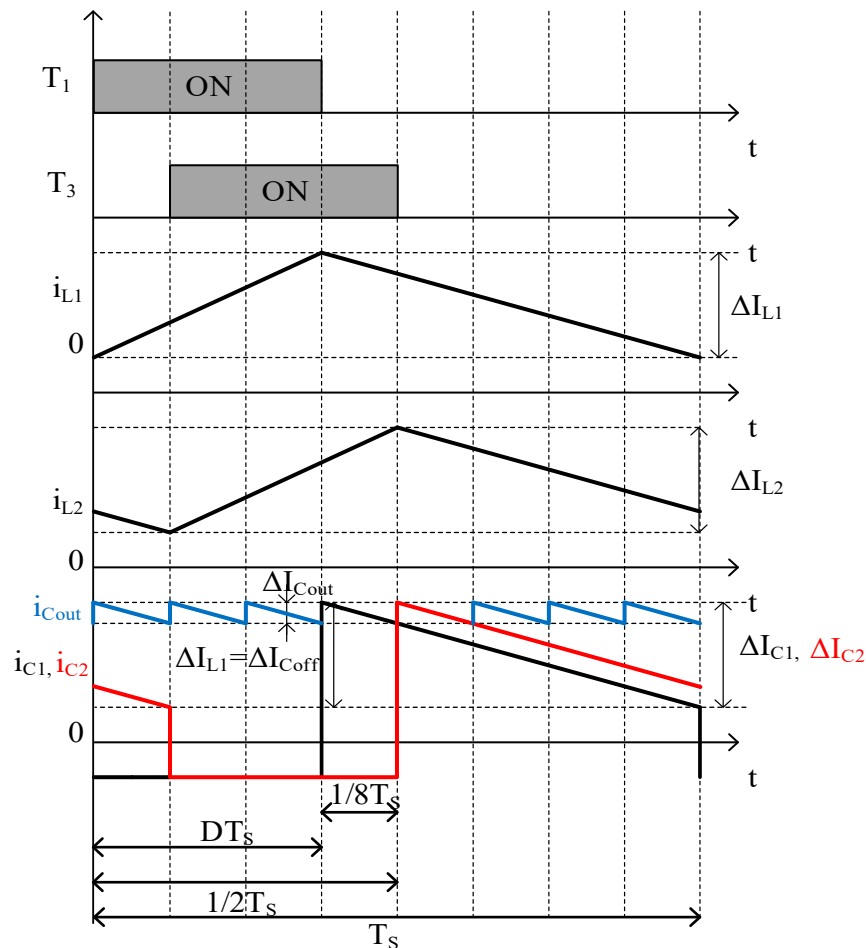 T1
ON
t
T3
ON
t
iL1
0
ΔIL1
t
iL2
0
ΔIL2
ΔICout
t
iCout
ΔIL1=ΔICoff
ΔIC1, ΔIC2
iC1, iC2
0
t
1/8TS
DTS
1/2TS
TS